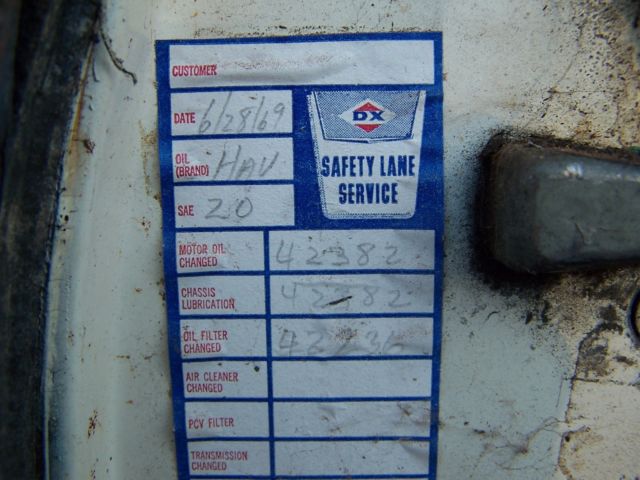 CUSTOMER
DATE 6/28/69
DX
OIL (BRAND) HAV
SAFETY LANE
SERVICE
SAE 20
MOTOR OIL
CHANGED 42382
CHASSIS
LUBRICATION 42382
OIL FILTER
CHANGED
AIR CLEANER
CHANGED
PCV FILTER
TRANSMISSION
CHANGED